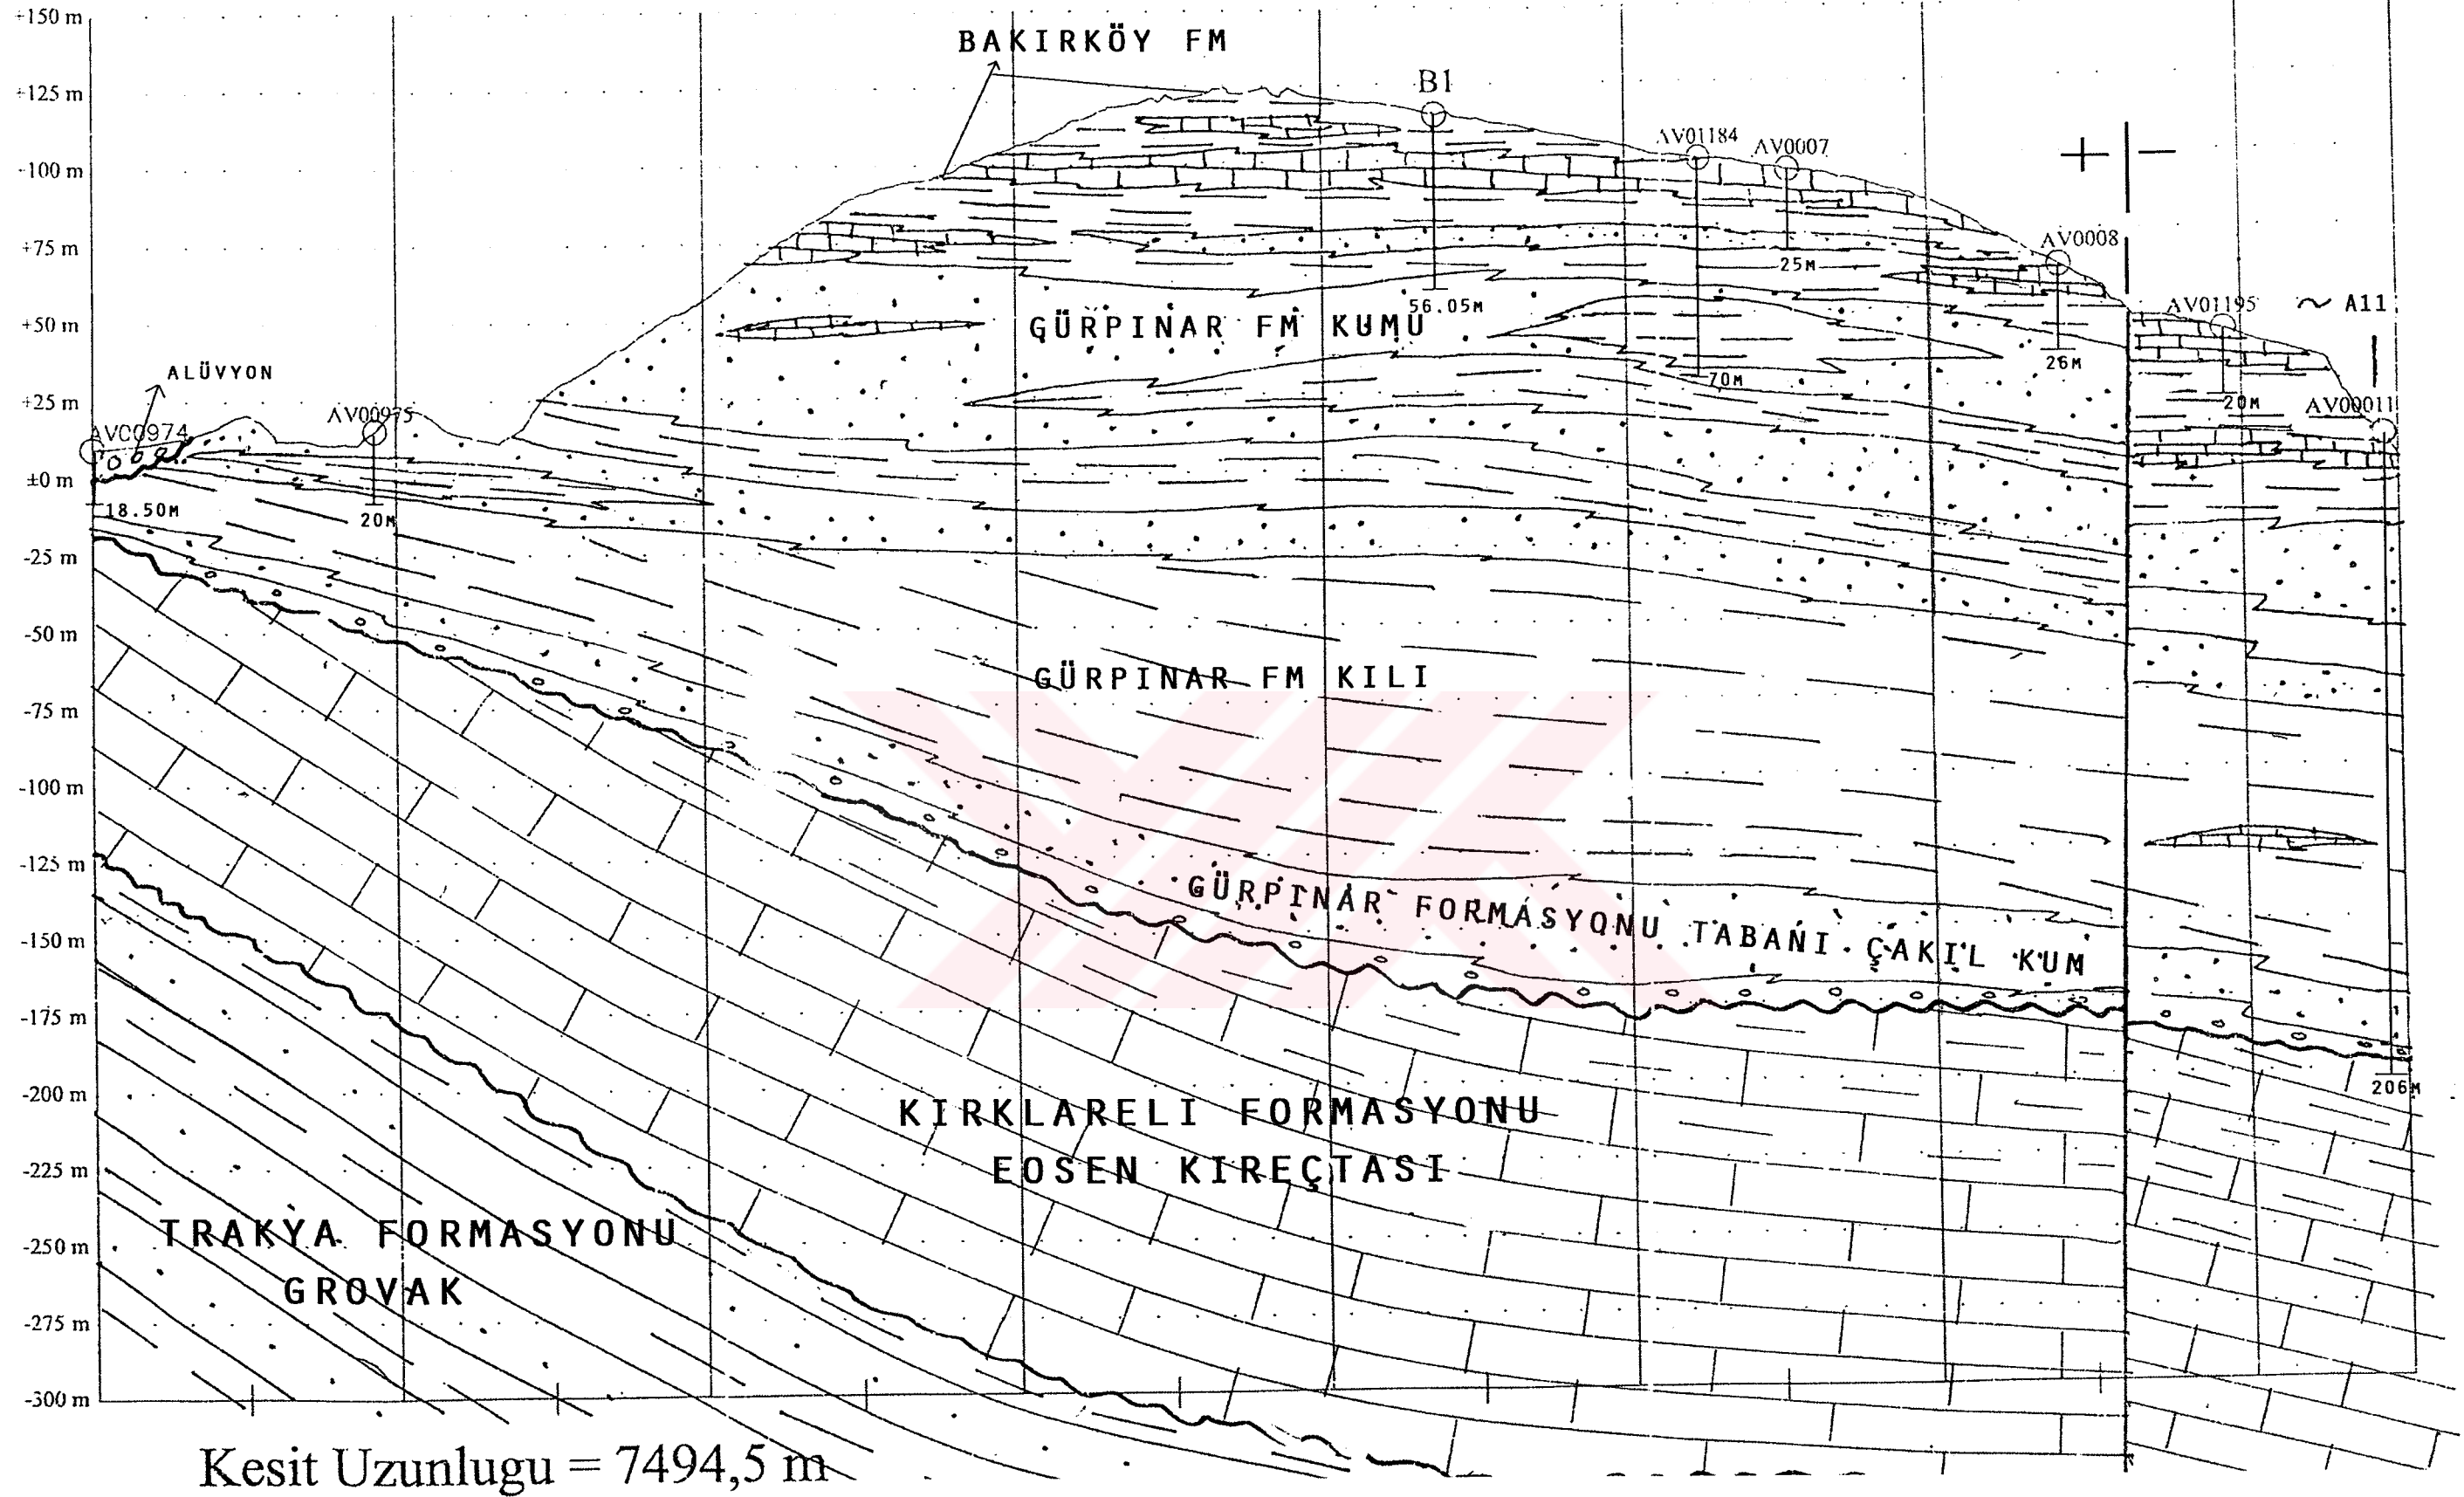 +150 m
+125 m
+100 m
+75 m
+50 m
+25 m
±0 m
-25 m
-50 m
-75 m
-100 m
-125 m
-150 m
-175 m
-200 m
-225 m
-250 m
-275 m
-300 m
BAKIRKÖY FM
B1
AV01184
AV0007
+ −
AV0008
25M
56.05M
GÜRPINAR FM KUMU
AV01195
~ A11
26M
70M
20M
AV00011
ALÜVYON
AV00975
AV00974
18.50M
20M
GÜRPINAR FM KILI
GÜRPINAR FORMASYONU TABANI ÇAKIL KUM
206M
KIRKLARELI FORMASYONU
EOSEN KIREÇTASI
TRAKYA FORMASYONU
GROVAK
Kesit Uzunlugu = 7494,5 m